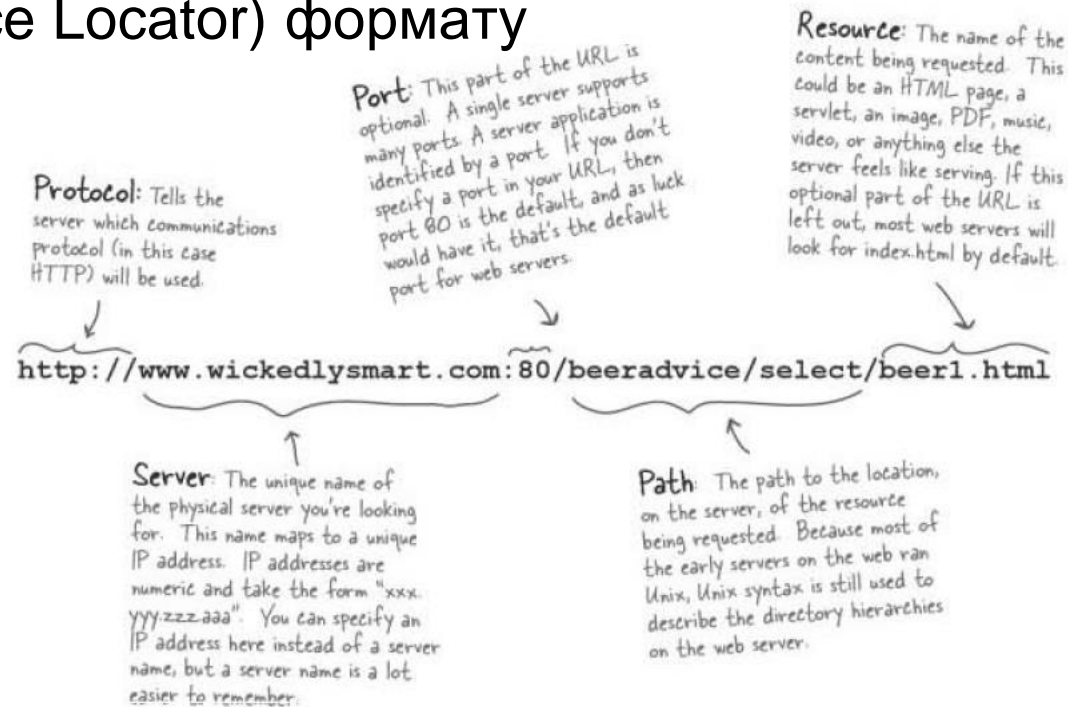 ce Locator) формату
Protocol: Tells the
server which communications
protocol (in this case
HTTP) will be used.
Port: This part of the URL is
optional. A single server supports
many ports. A server application is
identified by a port. If you don't
specify a port in your URL, then
port 80 is the default, and as luck
would have it, that's the default
port for web servers.
Resource: The name of the
content being requested. This
could be an HTML page, a
servlet, an image, PDF, music,
video, or anything else the
server feels like serving. If this
optional part of the URL is
left out, most web servers will
look for index.html by default.
http://www.wickedlysmart.com:80/beeradvice/select/beer1.html
Server: The unique name of
the physical server you're looking
for. This name maps to a unique
IP address. IP addresses are
numeric and take the form "xxx.
yyy.zzz.aaa". You can specify an
IP address here instead of a server
name, but a server name is a lot
easier to remember.
Path: The path to the location,
on the server, of the resource
being requested. Because most of
the early servers on the web ran
Unix, Unix syntax is still used to
describe the directory hierarchies
on the web server.